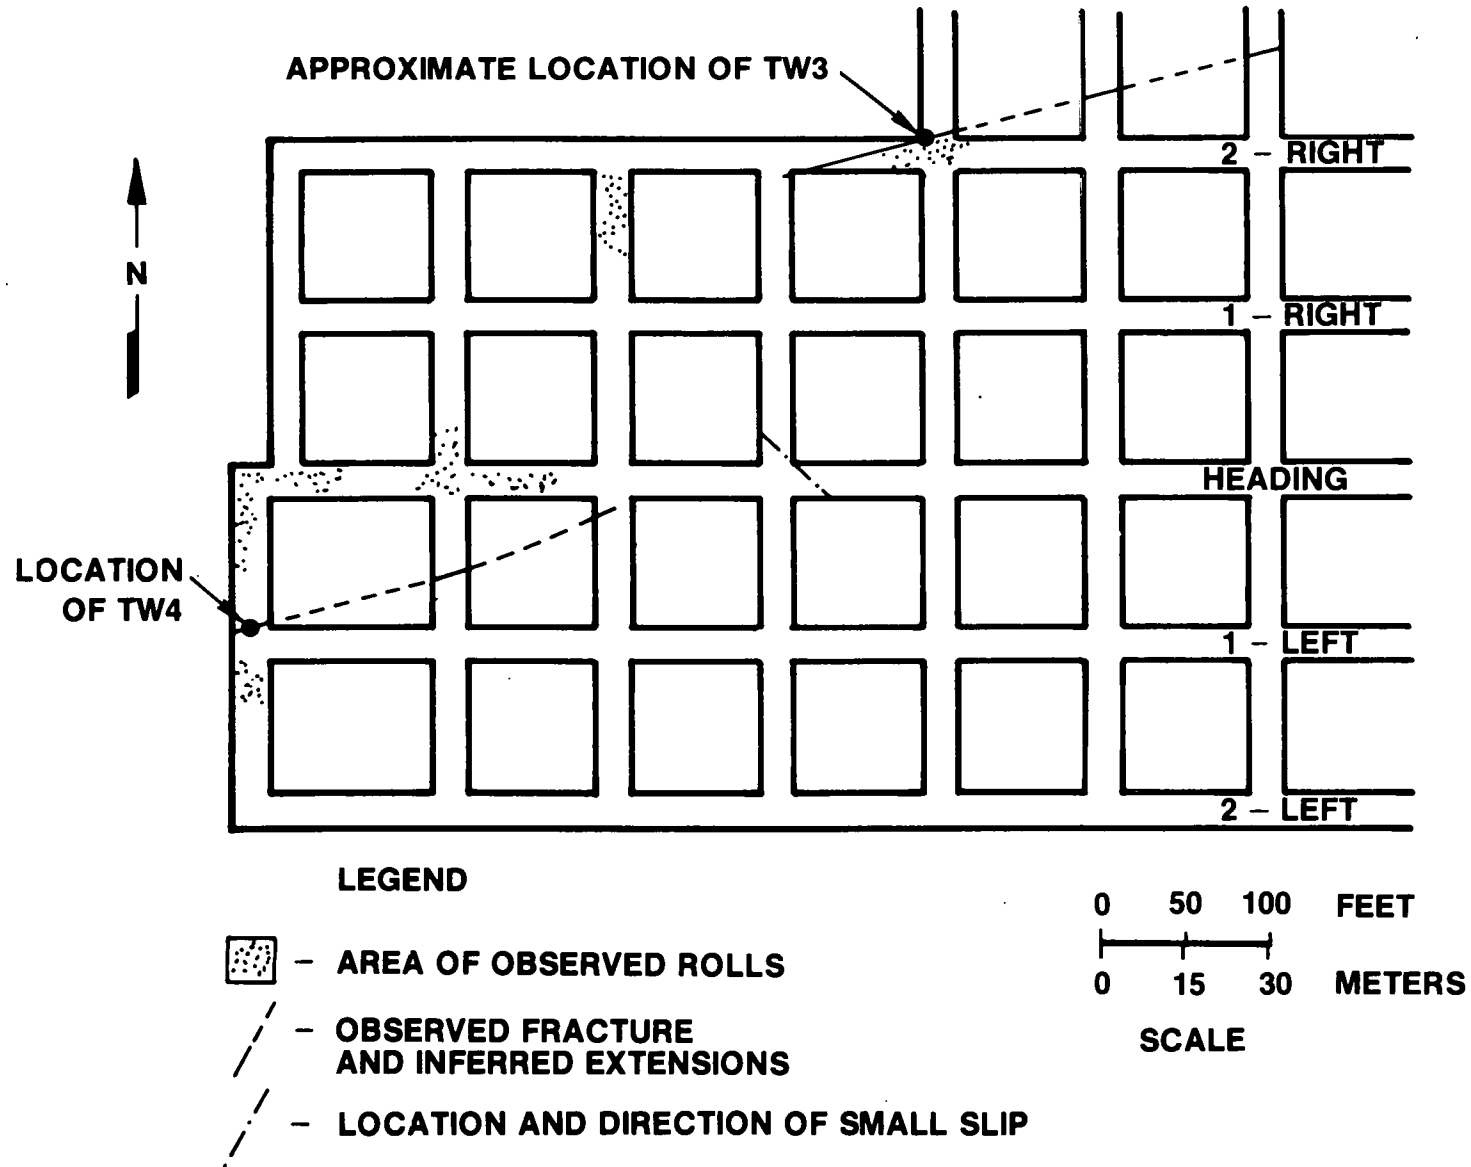 APPROXIMATE LOCATION OF TW3
2 – RIGHT
N
1 – RIGHT
HEADING
LOCATION
OF TW4
1 – LEFT
2 – LEFT
LEGEND
0 50 100 FEET
– AREA OF OBSERVED ROLLS
0 15 30 METERS
– OBSERVED FRACTURE
AND INFERRED EXTENSIONS
SCALE
– LOCATION AND DIRECTION OF SMALL SLIP